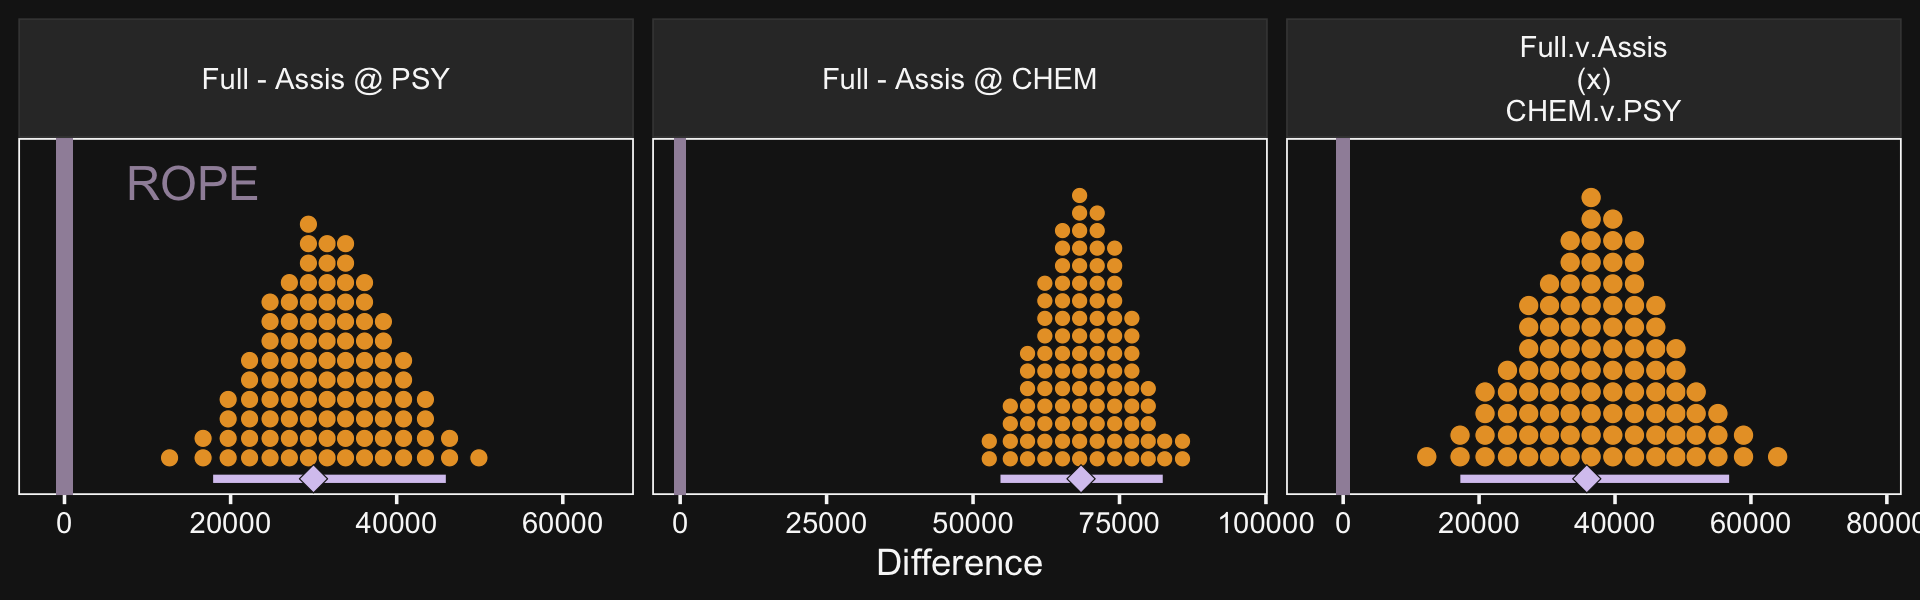 Full - Assis @ PSY
Full - Assis @ CHEM
Full.v.Assis
(x)
CHEM.v.PSY
ROPE
0 20000 40000 60000
0 25000 50000 75000 100000
0 20000 40000 60000 80000
Difference